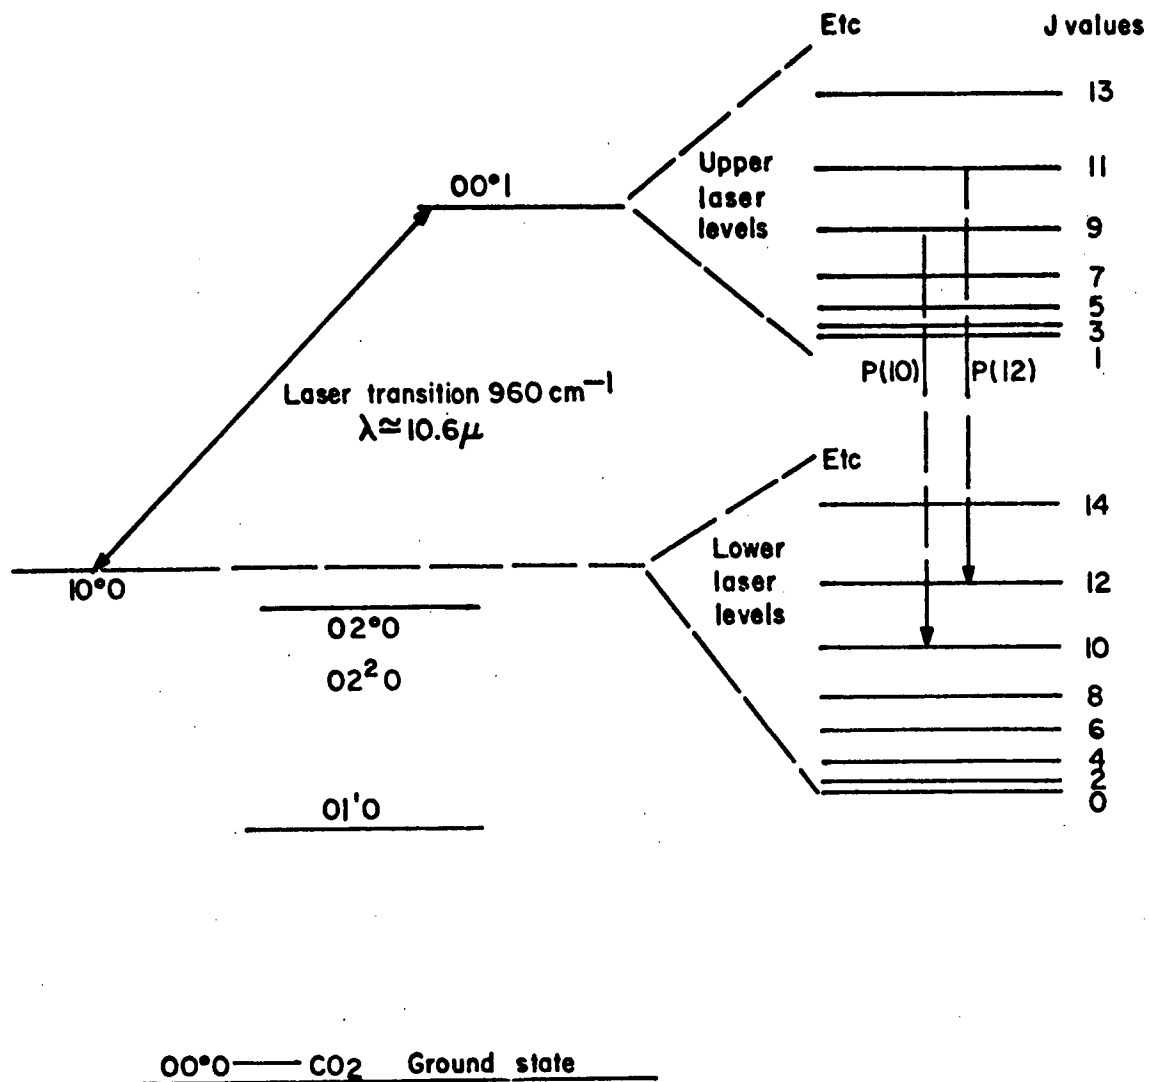 Etc
J values
13
Upper
laser
levels
11
00°1
9
7
5
3
1
P(10)
P(12)
Laser transition 960 cm⁻¹
λ≃10.6μ
Etc
14
Lower
laser
levels
12
10°0
02°0
10
02²0
8
6
4
2
0
01'0
00°0 — CO₂ Ground state